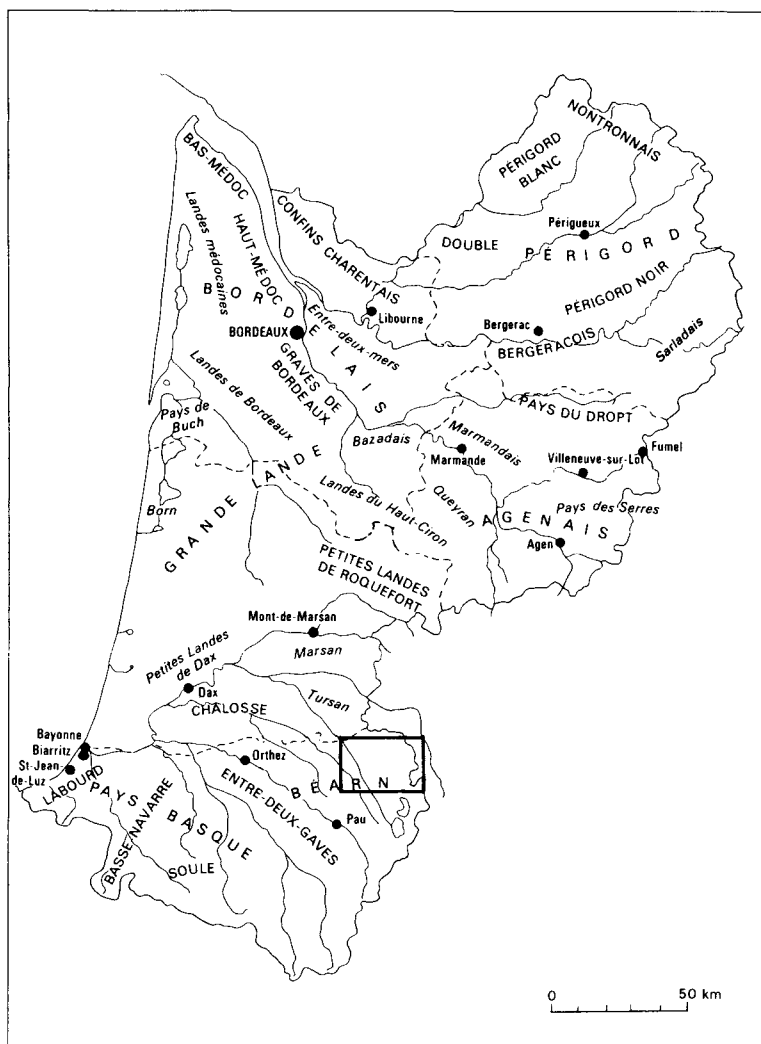 NONTRONNAIS
PÉRIGORD
BLANC
BAS-MÉDOC
Périgueux
CONFINS CHARENTAIS
DOUBLE
PÉRIGORD
Landes médocaines
HAUT-MÉDOC
PÉRIGORD NOIR
BORDELAIS
Libourne
Entre-deux-mers
Bergerac
BORDEAUX
BERGERACOIS
Sarladais
GRAVES DE
BORDEAUX
Landes de Bordeaux
PAYS DU DROPT
Pays de
Buch
Bazadais
Marmandais
Marmande
Fumel
Villeneuve-sur-Lot
GRANDE LANDE
Landes du Haut-Ciron
Queyran
Born
Pays des Serres
AGENAIS
Agen
PETITES LANDES
DE ROQUEFORT
Mont-de-Marsan
Marsan
Petites Landes
de Dax
Dax
Tursan
CHALOSSE
Bayonne
Biarritz
St-Jean-
de-Luz
Orthez
LABOURD
BÉARN
PAYS BASQUE
ENTRE-DEUX-GAVES
Pau
BASSE-NAVARRE
SOULE
0 50 km